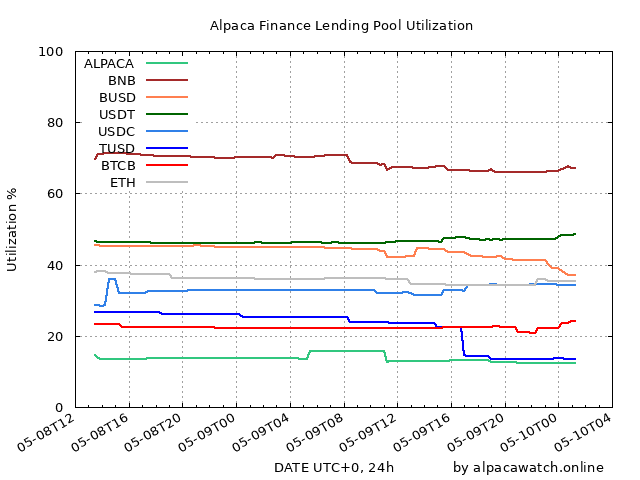 Alpaca Finance Lending Pool Utilization
100
80
60
40
20
0
Utilization %
ALPACA
BNB
BUSD
USDT
USDC
TUSD
BTCB
ETH
05-08T12
05-08T16
05-08T20
05-09T00
05-09T04
05-09T08
05-09T12
05-09T16
05-09T20
05-10T00
05-10T04
DATE UTC+0, 24h
by alpacawatch.online